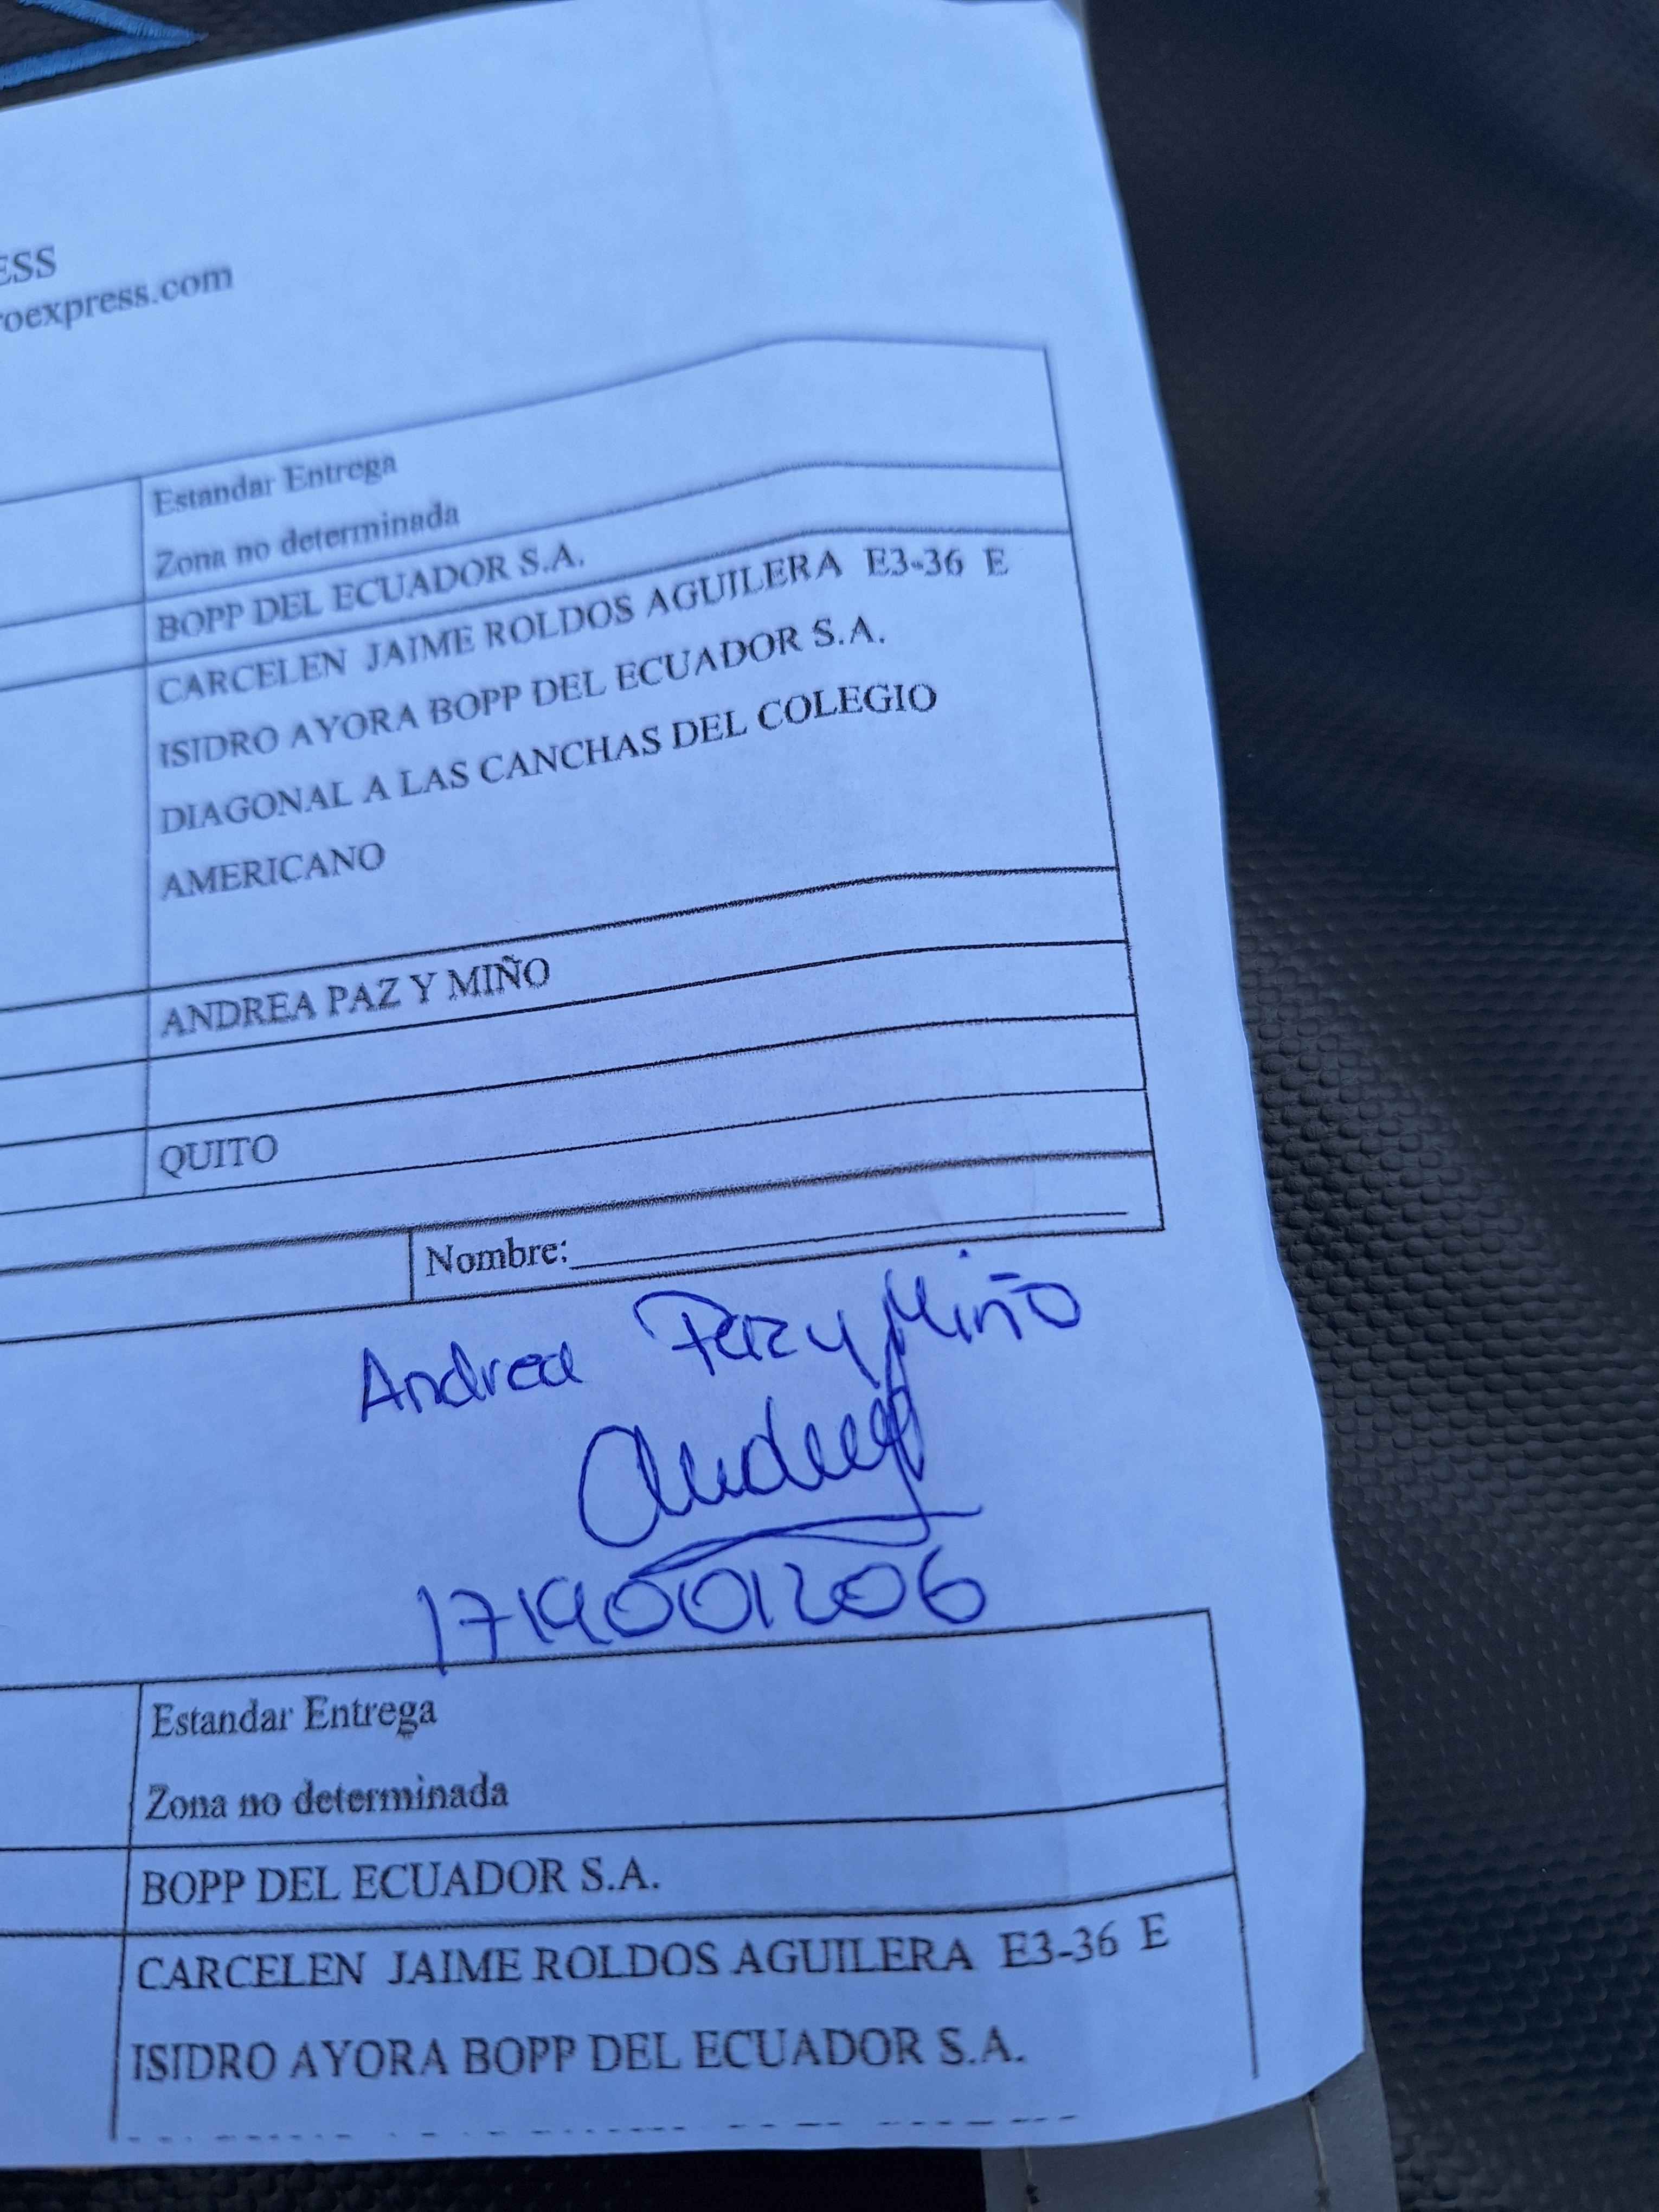 ESS
roexpress.com
Estandar Entrega
Zona no determinada
BOPP DEL ECUADOR S.A.
CARCELEN JAIME ROLDOS AGUILERA E3-36 E
ISIDRO AYORA BOPP DEL ECUADOR S.A.
DIAGONAL A LAS CANCHAS DEL COLEGIO
AMERICANO
ANDREA PAZ Y MIÑO
QUITO
Nombre:
Andrea Paz y Miño
Andrea
1719001206
Estandar Entrega
Zona no determinada
BOPP DEL ECUADOR S.A.
CARCELEN JAIME ROLDOS AGUILERA E3-36 E
ISIDRO AYORA BOPP DEL ECUADOR S.A.